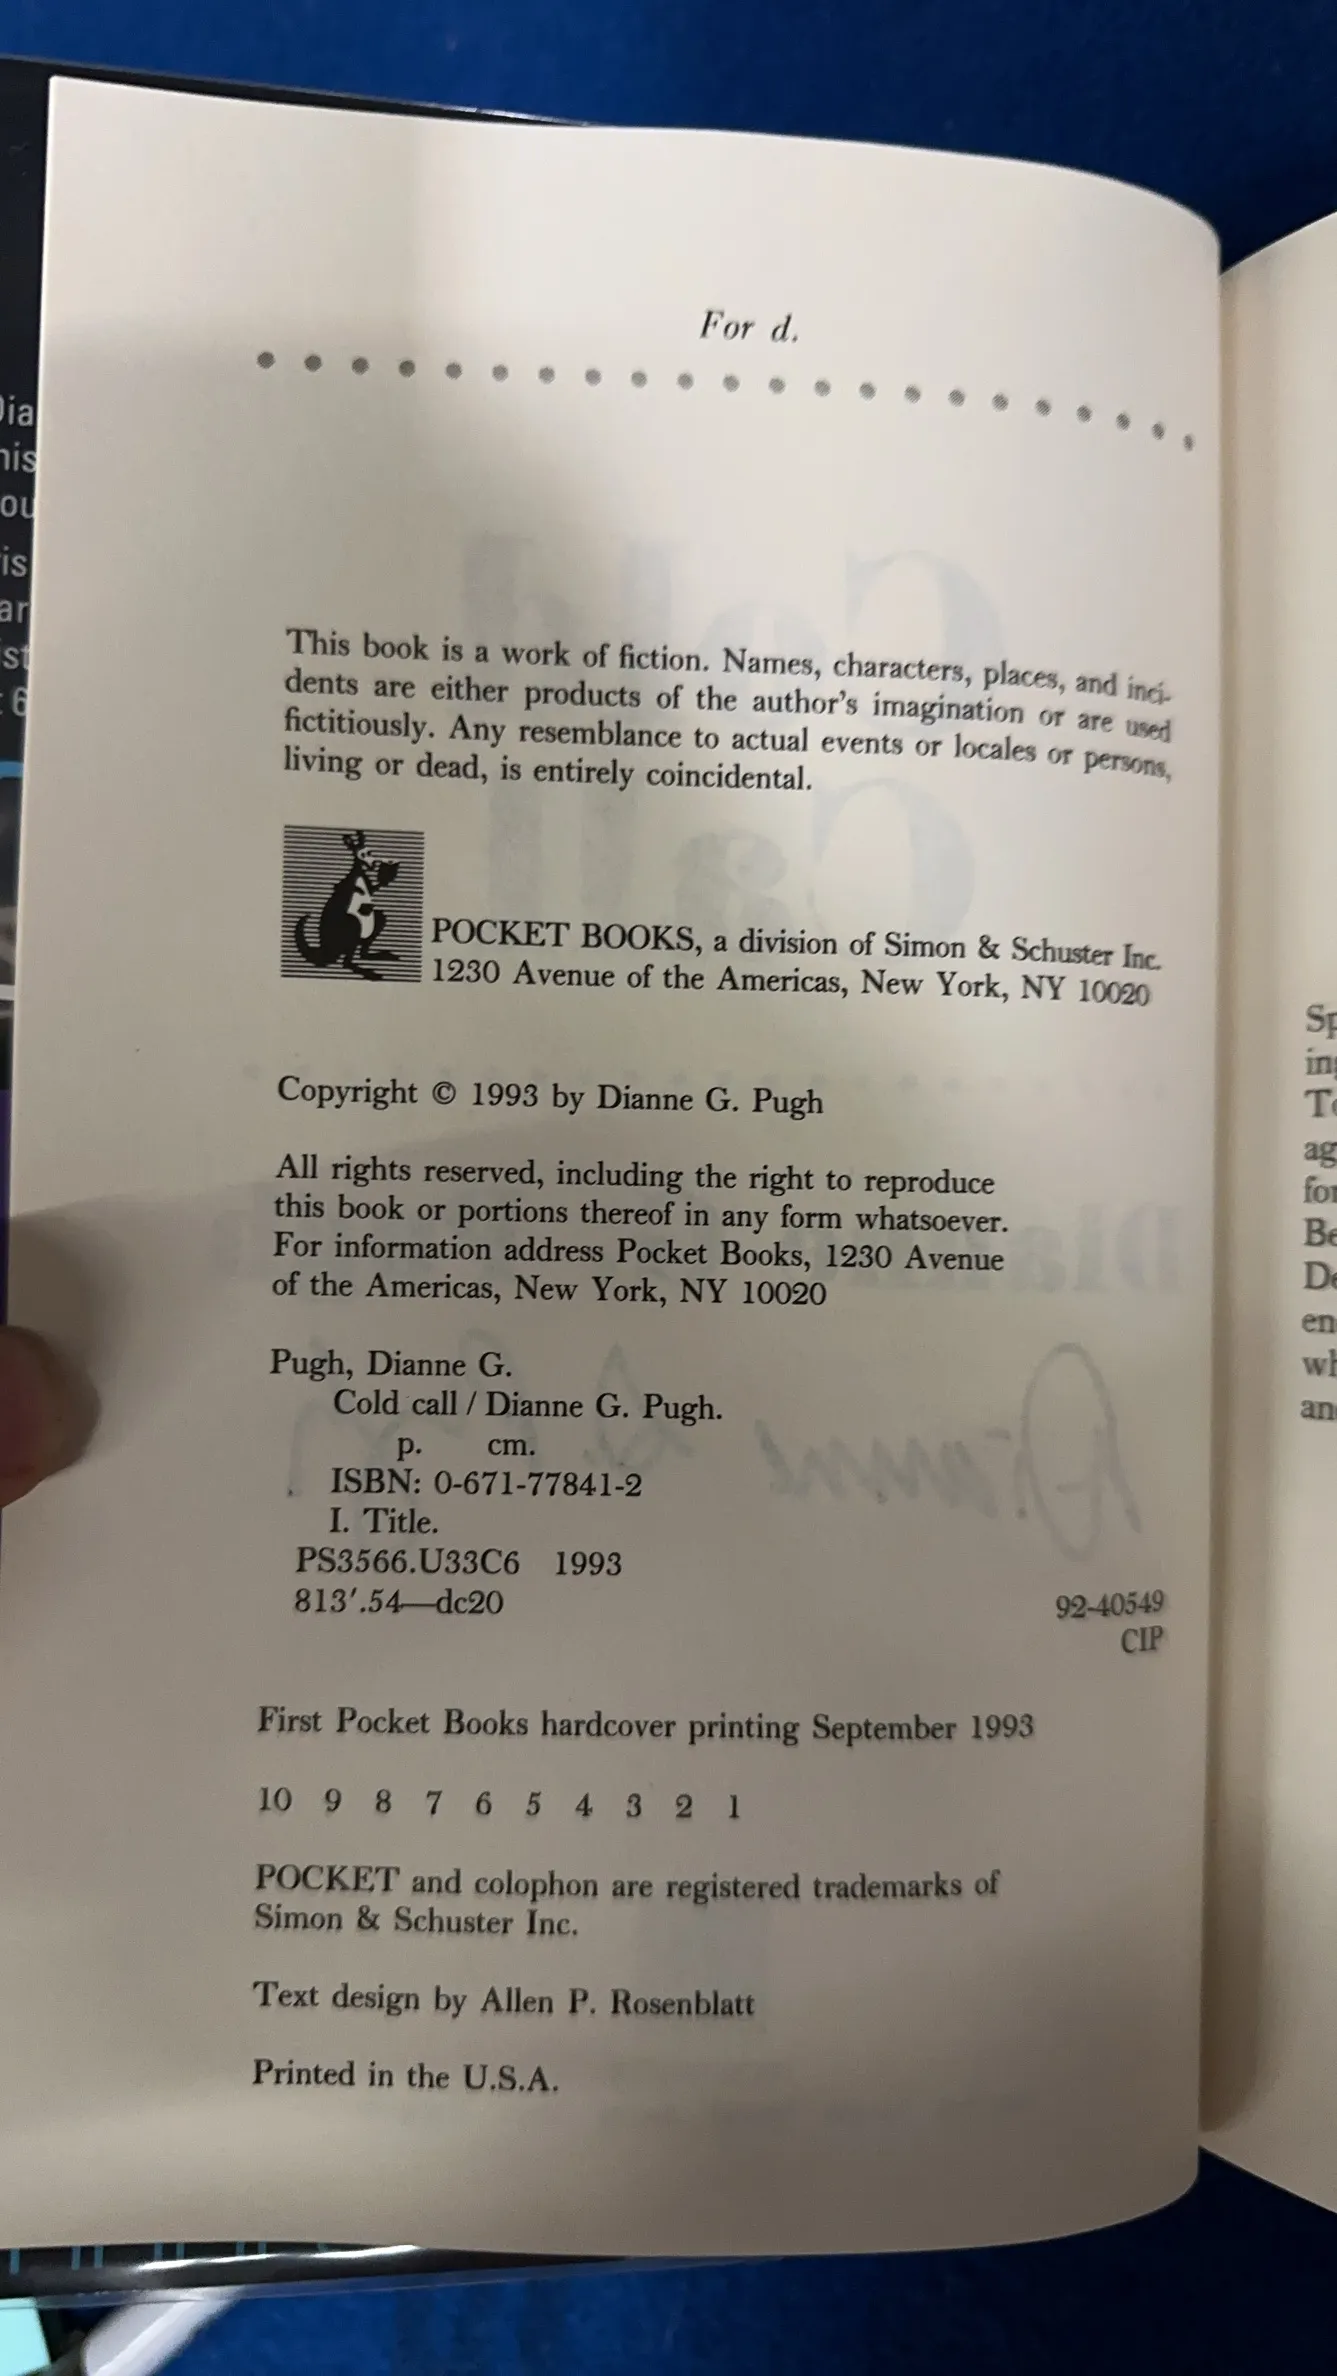 For d.
This book is a work of fiction. Names, characters, places, and inci-
dents are either products of the author's imagination or are used
fictitiously. Any resemblance to actual events or locales or persons,
living or dead, is entirely coincidental.
POCKET BOOKS, a division of Simon & Schuster Inc.
1230 Avenue of the Americas, New York, NY 10020
Copyright © 1993 by Dianne G. Pugh
All rights reserved, including the right to reproduce
this book or portions thereof in any form whatsoever.
For information address Pocket Books, 1230 Avenue
of the Americas, New York, NY 10020
Pugh, Dianne G.
Cold call / Dianne G. Pugh.
p. cm.
ISBN: 0-671-77841-2
I. Title.
PS3566.U33C6 1993
813'.54—dc20
92-40549
CIP
First Pocket Books hardcover printing September 1993
10 9 8 7 6 5 4 3 2 1
POCKET and colophon are registered trademarks of
Simon & Schuster Inc.
Text design by Allen P. Rosenblatt
Printed in the U.S.A.